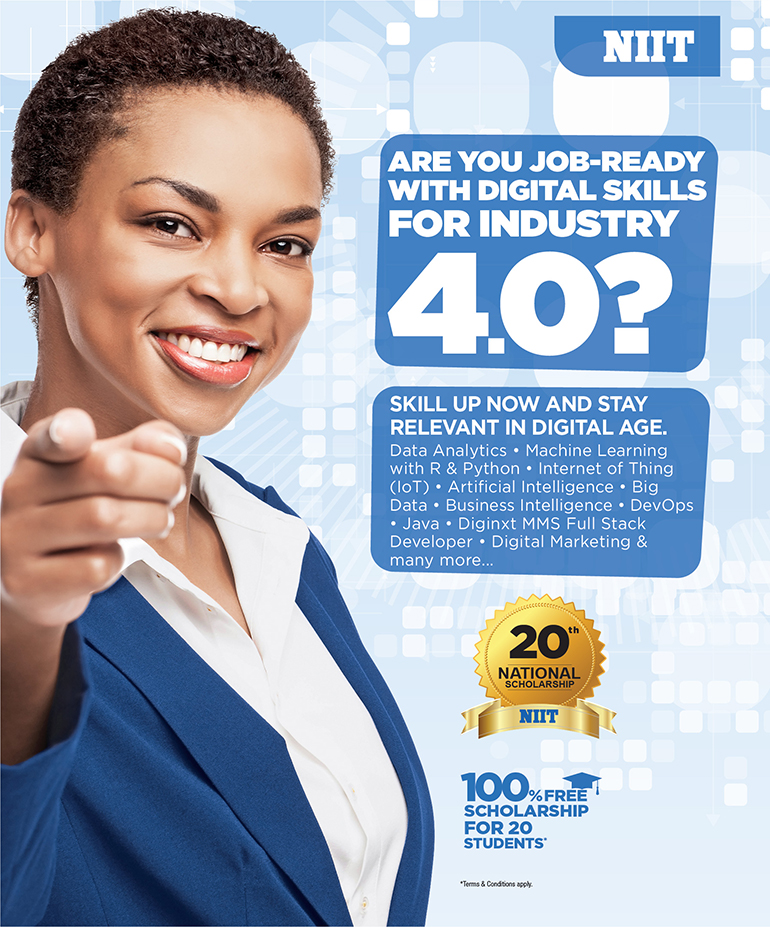 NIIT
ARE YOU JOB-READY
WITH DIGITAL SKILLS
FOR INDUSTRY
4.0?
SKILL UP NOW AND STAY
RELEVANT IN DIGITAL AGE.
Data Analytics • Machine Learning
with R & Python • Internet of Thing
(IoT) • Artificial Intelligence • Big
Data • Business Intelligence • DevOps
• Java • Diginxt MMS Full Stack
Developer • Digital Marketing &
many more...
20th
NATIONAL
SCHOLARSHIP
NIIT
100%FREE
SCHOLARSHIP
FOR 20
STUDENTS*
*Terms & Conditions apply.